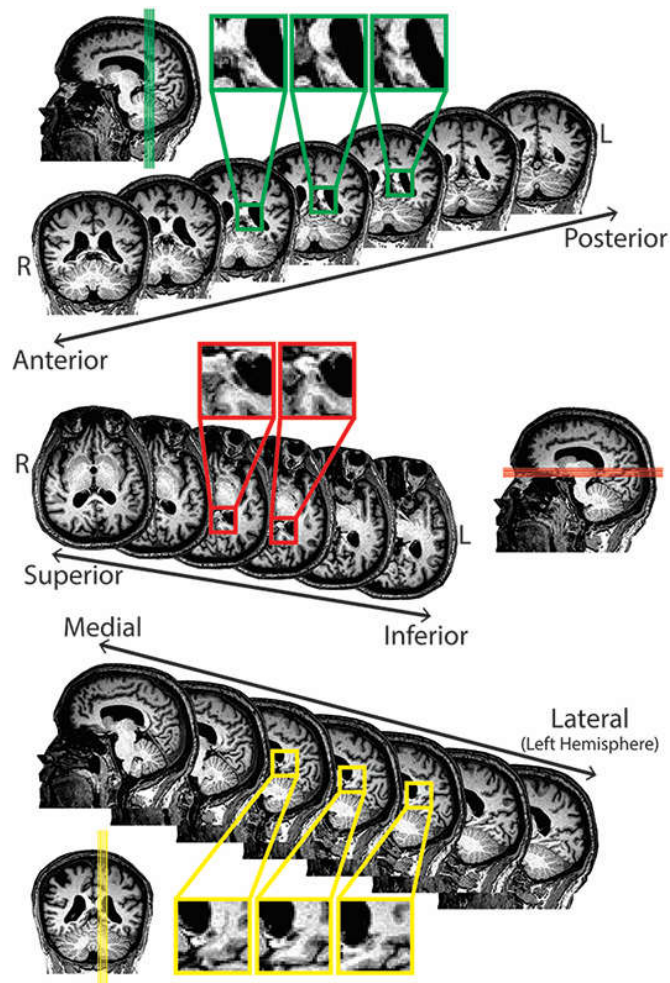 L
Posterior
R
Anterior
R
L
Superior
Inferior
Medial
Lateral
(Left Hemisphere)